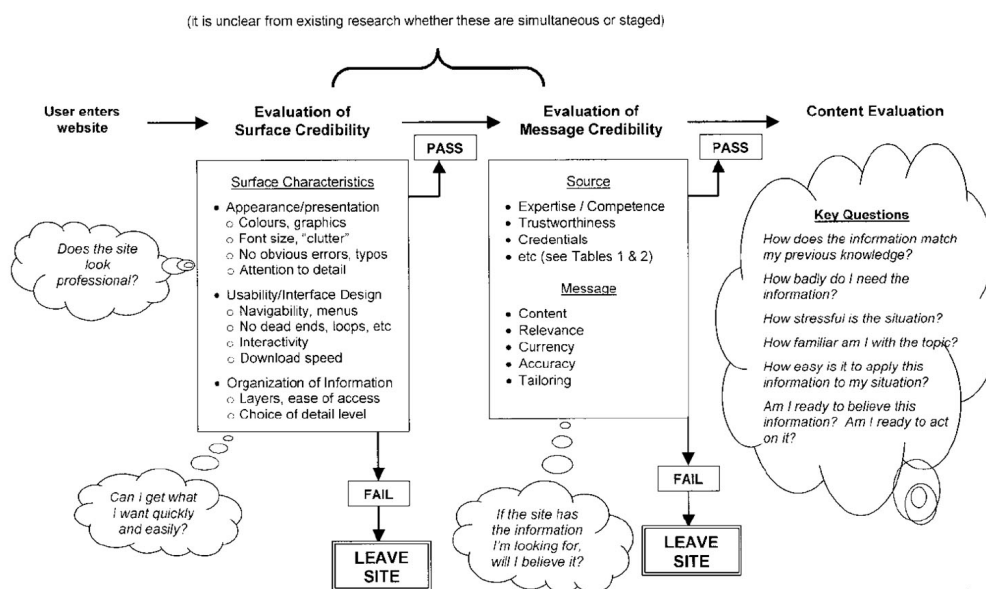 (it is unclear from existing research whether these are simultaneous or staged)
User enters
website
Evaluation of
Surface Credibility
Evaluation of
Message Credibility
Content Evaluation
PASS
PASS
Surface Characteristics
• Appearance/presentation
o Colours, graphics
o Font size, "clutter"
o No obvious errors, typos
o Attention to detail
• Usability/Interface Design
o Navigability, menus
o No dead ends, loops, etc
o Interactivity
o Download speed
• Organization of Information
o Layers, ease of access
o Choice of detail level
Does the site
look
professional?
Can I get what
I want quickly
and easily?
FAIL
LEAVE
SITE
Source
• Expertise / Competence
• Trustworthiness
• Credentials
• etc (see Tables 1 & 2)
Message
• Content
• Relevance
• Currency
• Accuracy
• Tailoring
If the site has
the information
I'm looking for,
will I believe it?
FAIL
LEAVE
SITE
Key Questions
How does the information match
my previous knowledge?
How badly do I need the
information?
How stressful is the situation?
How familiar am I with the topic?
How easy is it to apply this
information to my situation?
Am I ready to believe this
information? Am I ready to act
on it?